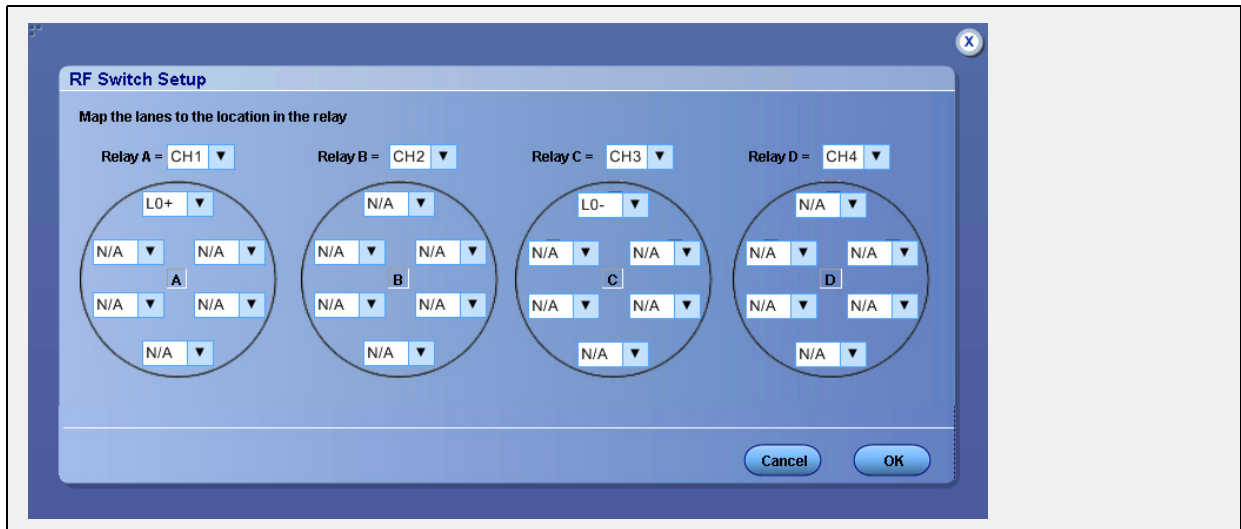 X
RF Switch Setup
Map the lanes to the location in the relay
Relay A = CH1 Relay B = CH2 Relay C = CH3 Relay D = CH4
L0+ N/A L0- N/A
N/A N/A N/A N/A N/A N/A N/A N/A
A B C D
N/A N/A N/A N/A N/A N/A N/A N/A
N/A N/A N/A N/A
Cancel OK